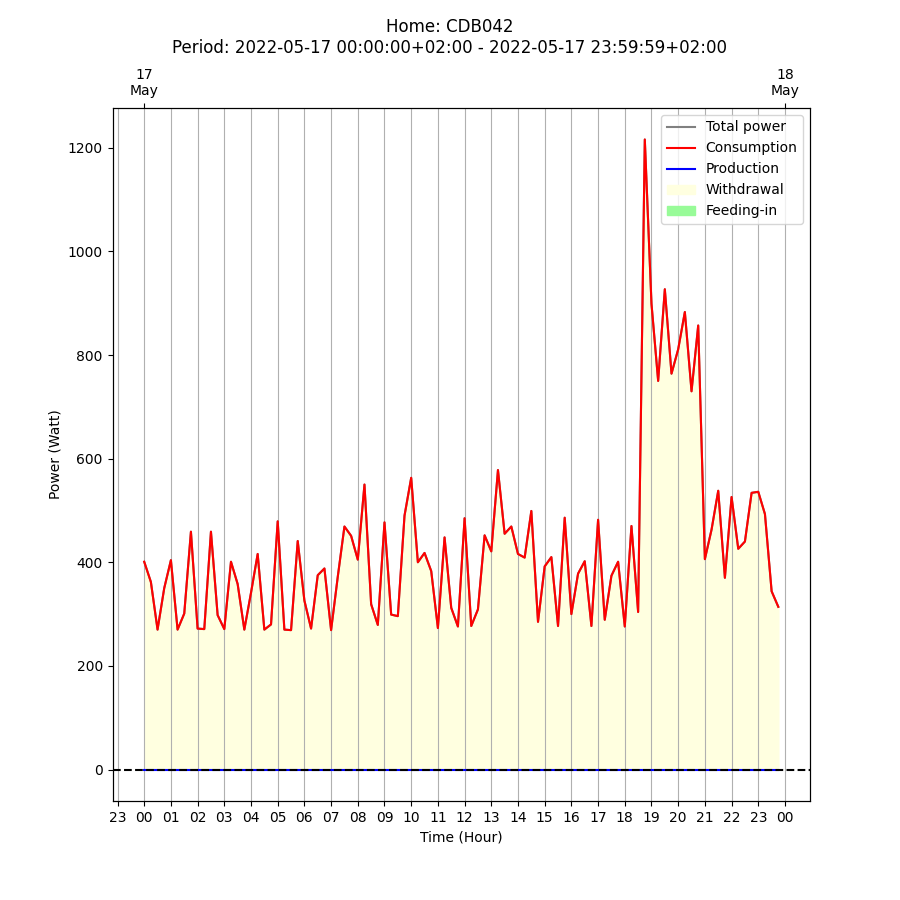 Home: CDB042
Period: 2022-05-17 00:00:00+02:00 - 2022-05-17 23:59:59+02:00
17 18
May May
Total power
Consumption
Production
Withdrawal
Feeding-in
1200
1000
800
600
400
200
0
Power (Watt)
23 00 01 02 03 04 05 06 07 08 09 10 11 12 13 14 15 16 17 18 19 20 21 22 23 00
Time (Hour)